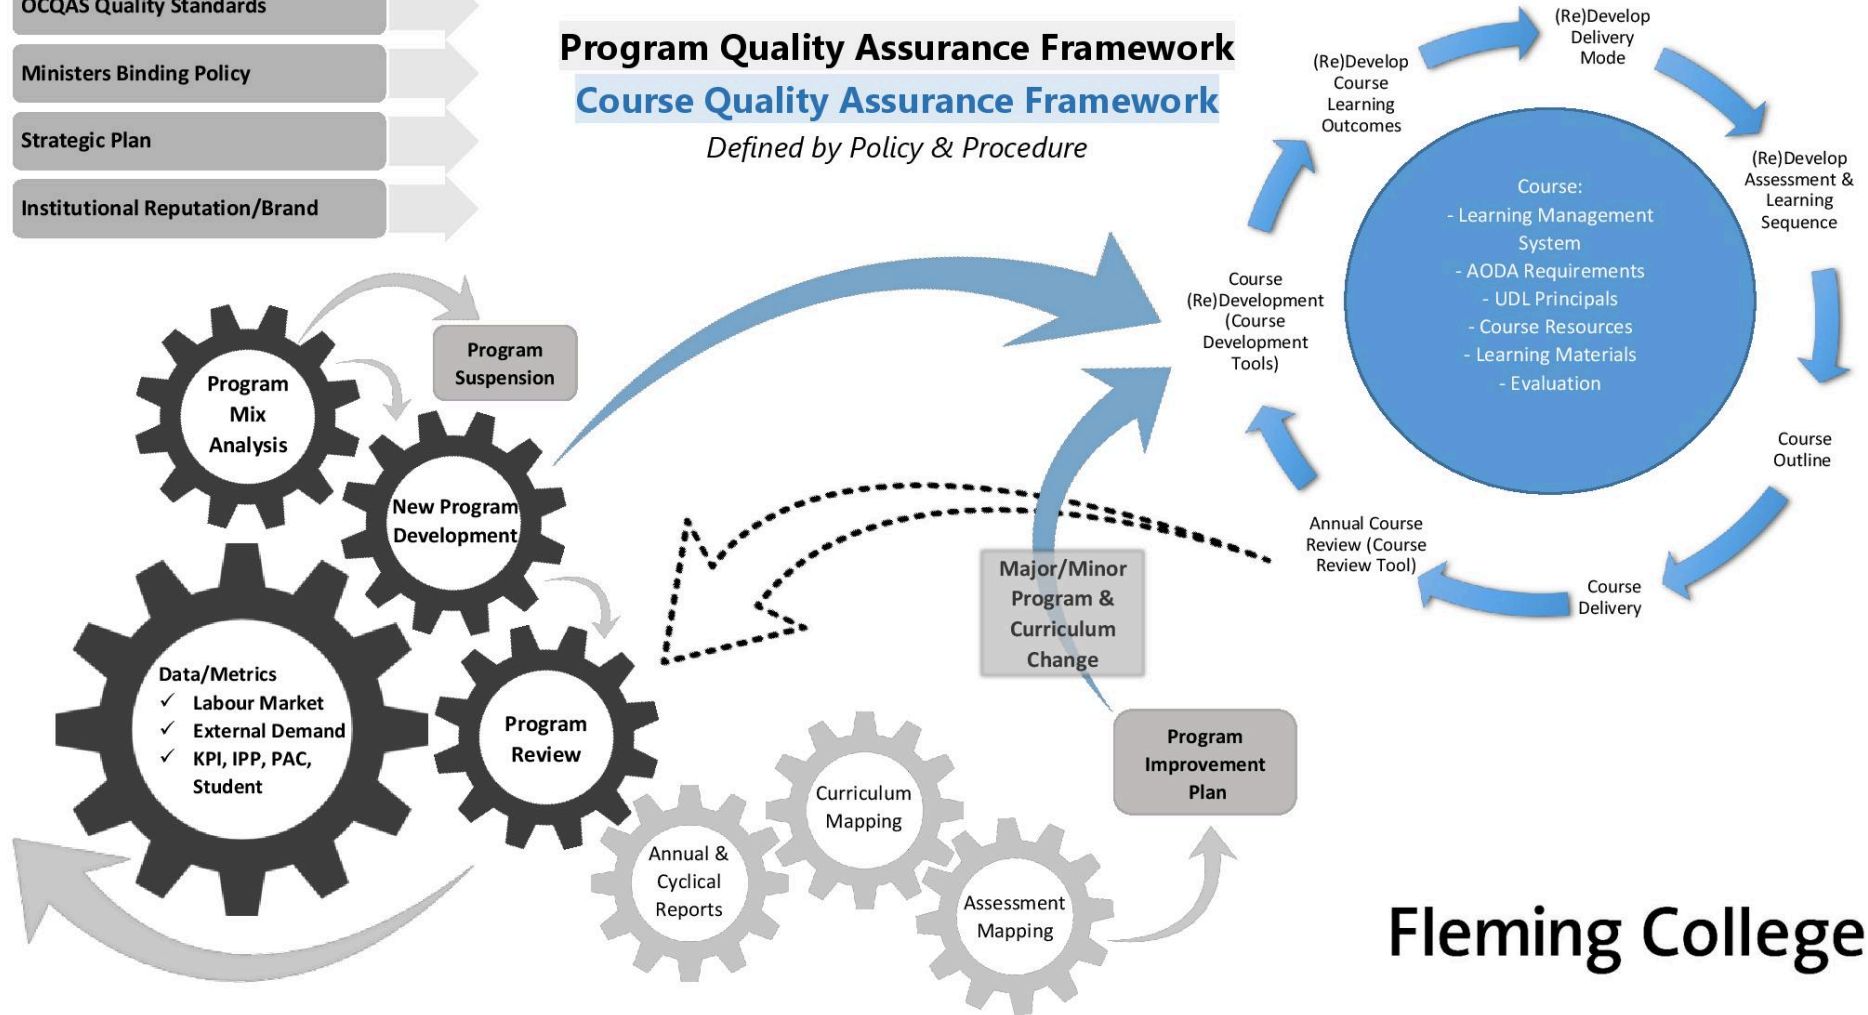 OCQAS Quality Standards
Ministers Binding Policy
Strategic Plan
Institutional Reputation/Brand
Program Quality Assurance Framework
Course Quality Assurance Framework
Defined by Policy & Procedure
(Re)Develop
Delivery
Mode
(Re)Develop
Course
Learning
Outcomes
(Re)Develop
Assessment &
Learning
Sequence
Course:
- Learning Management
System
- AODA Requirements
- UDL Principals
- Course Resources
- Learning Materials
- Evaluation
Course
(Re)Development
(Course
Development
Tools)
Course
Outline
Annual Course
Review (Course
Review Tool)
Course
Delivery
Program
Suspension
Program
Mix
Analysis
New Program
Development
Major/Minor
Program &
Curriculum
Change
Data/Metrics
✓ Labour Market
✓ External Demand
✓ KPI, IPP, PAC,
Student
Program
Review
Program
Improvement
Plan
Curriculum
Mapping
Annual &
Cyclical
Reports
Assessment
Mapping
Fleming College